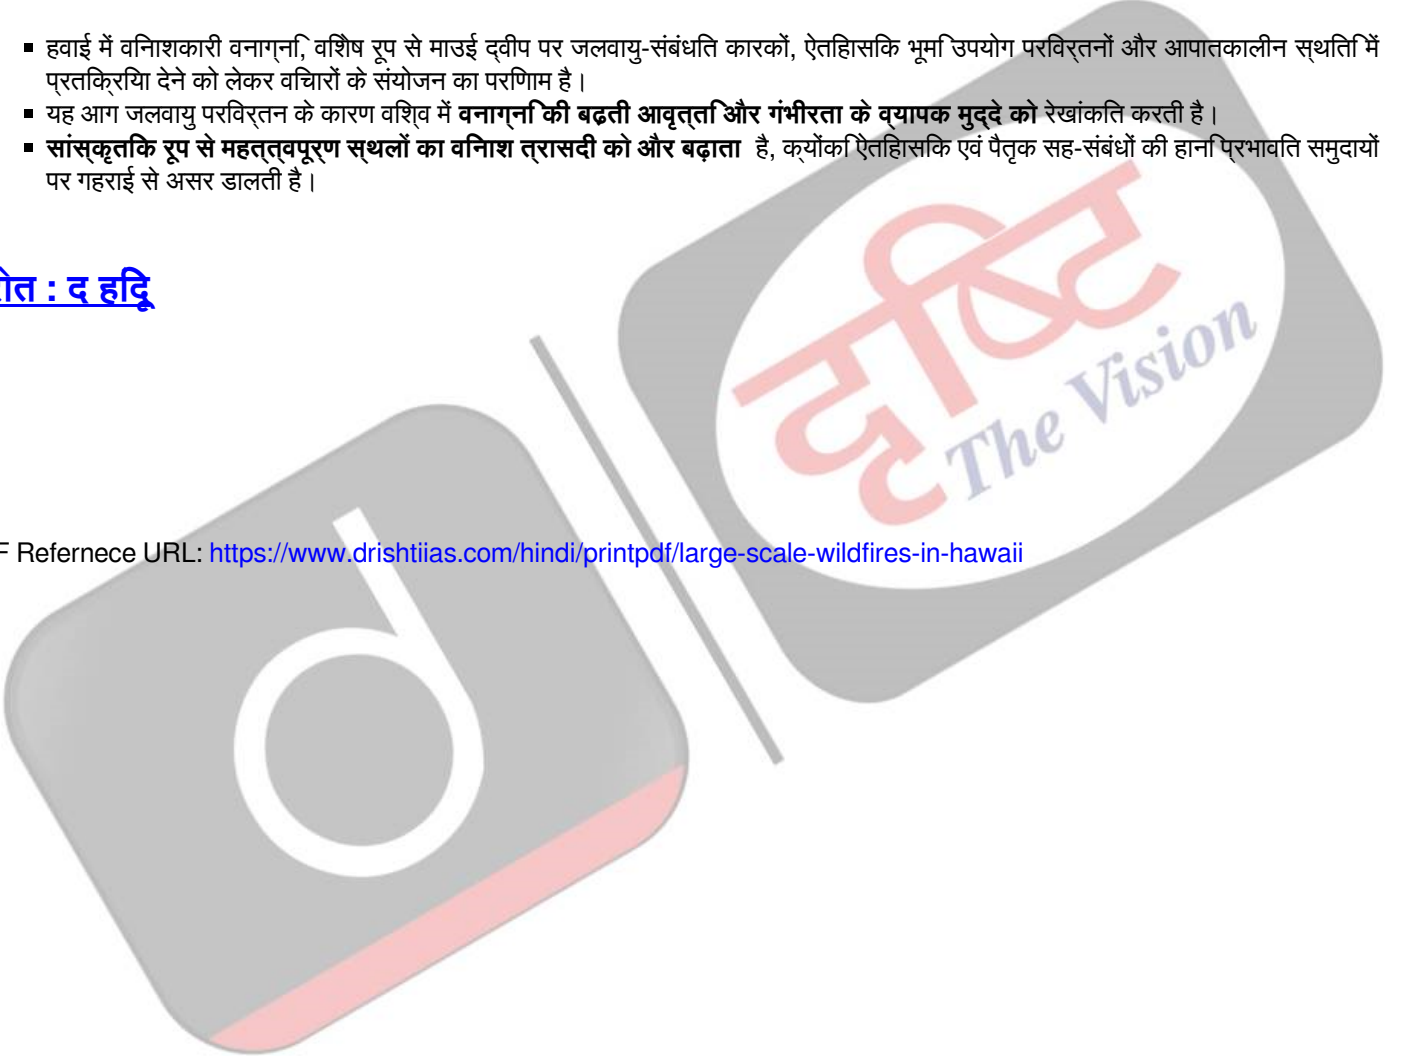 ▪ हवाई में विनाशकारी वनाग्नि, विशेष रूप से माउई द्वीप पर जलवायु-संबंधित कारकों, ऐतिहासिक भूमि उपयोग परिवर्तनों और आपातकालीन स्थिति में
प्रतिक्रिया देने को लेकर विचारों के संयोजन का परिणाम है।
▪ यह आग जलवायु परिवर्तन के कारण विश्व में वनाग्नि की बढ़ती आवृत्ति और गंभीरता के व्यापक मुद्दे को रेखांकित करती है।
▪ सांस्कृतिक रूप से महत्त्वपूर्ण स्थलों का विनाश त्रासदी को और बढ़ाता है, क्योंकि ऐतिहासिक एवं पैतृक सह-संबंधों की हानि प्रभावित समुदायों
पर गहराई से असर डालती है।
: द हिंदू
Refernece URL: https://www.drishtiias.com/hindi/printpdf/large-scale-wildfires-in-hawaii
दृष्टि
The Vision
d